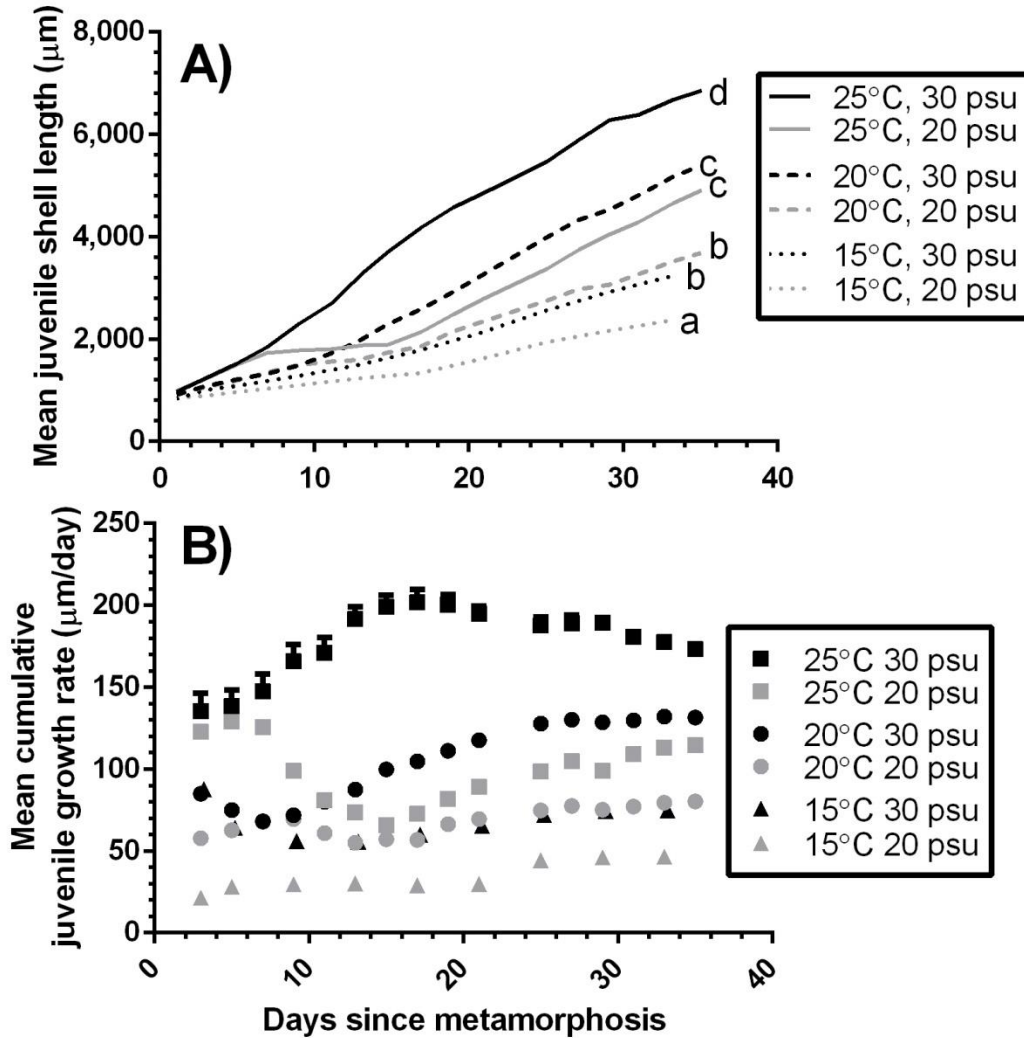 A)
Mean juvenile shell length (μm)
8,000
6,000
4,000
2,000
0
0 10 20 30 40
d
c
c
b
b
a
25°C, 30 psu
25°C, 20 psu
20°C, 30 psu
20°C, 20 psu
15°C, 30 psu
15°C, 20 psu
B)
Mean cumulative
juvenile growth rate (μm/day)
250
200
150
100
50
0
0 10 20 30 40
Days since metamorphosis
25°C 30 psu
25°C 20 psu
20°C 30 psu
20°C 20 psu
15°C 30 psu
15°C 20 psu